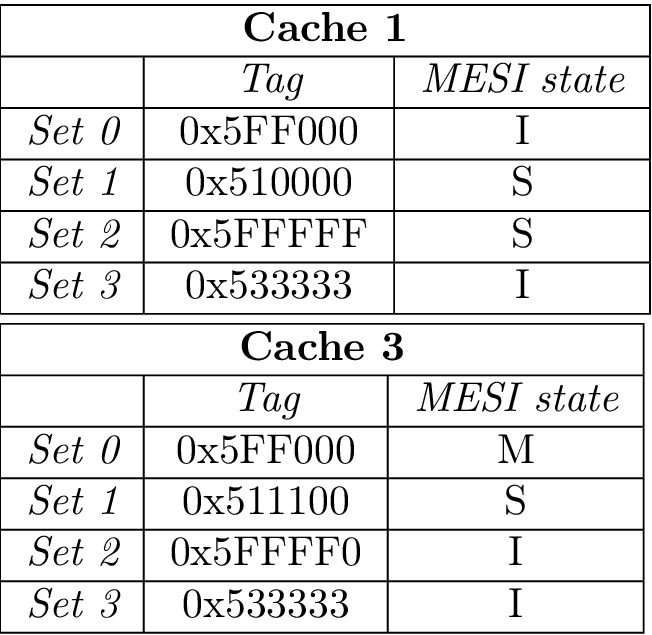 Cache 1
Tag MESI state
Set 0 0x5FF000 I
Set 1 0x510000 S
Set 2 0x5FFFFF S
Set 3 0x533333 I
Cache 3
Tag MESI state
Set 0 0x5FF000 M
Set 1 0x511100 S
Set 2 0x5FFFF0 I
Set 3 0x533333 I